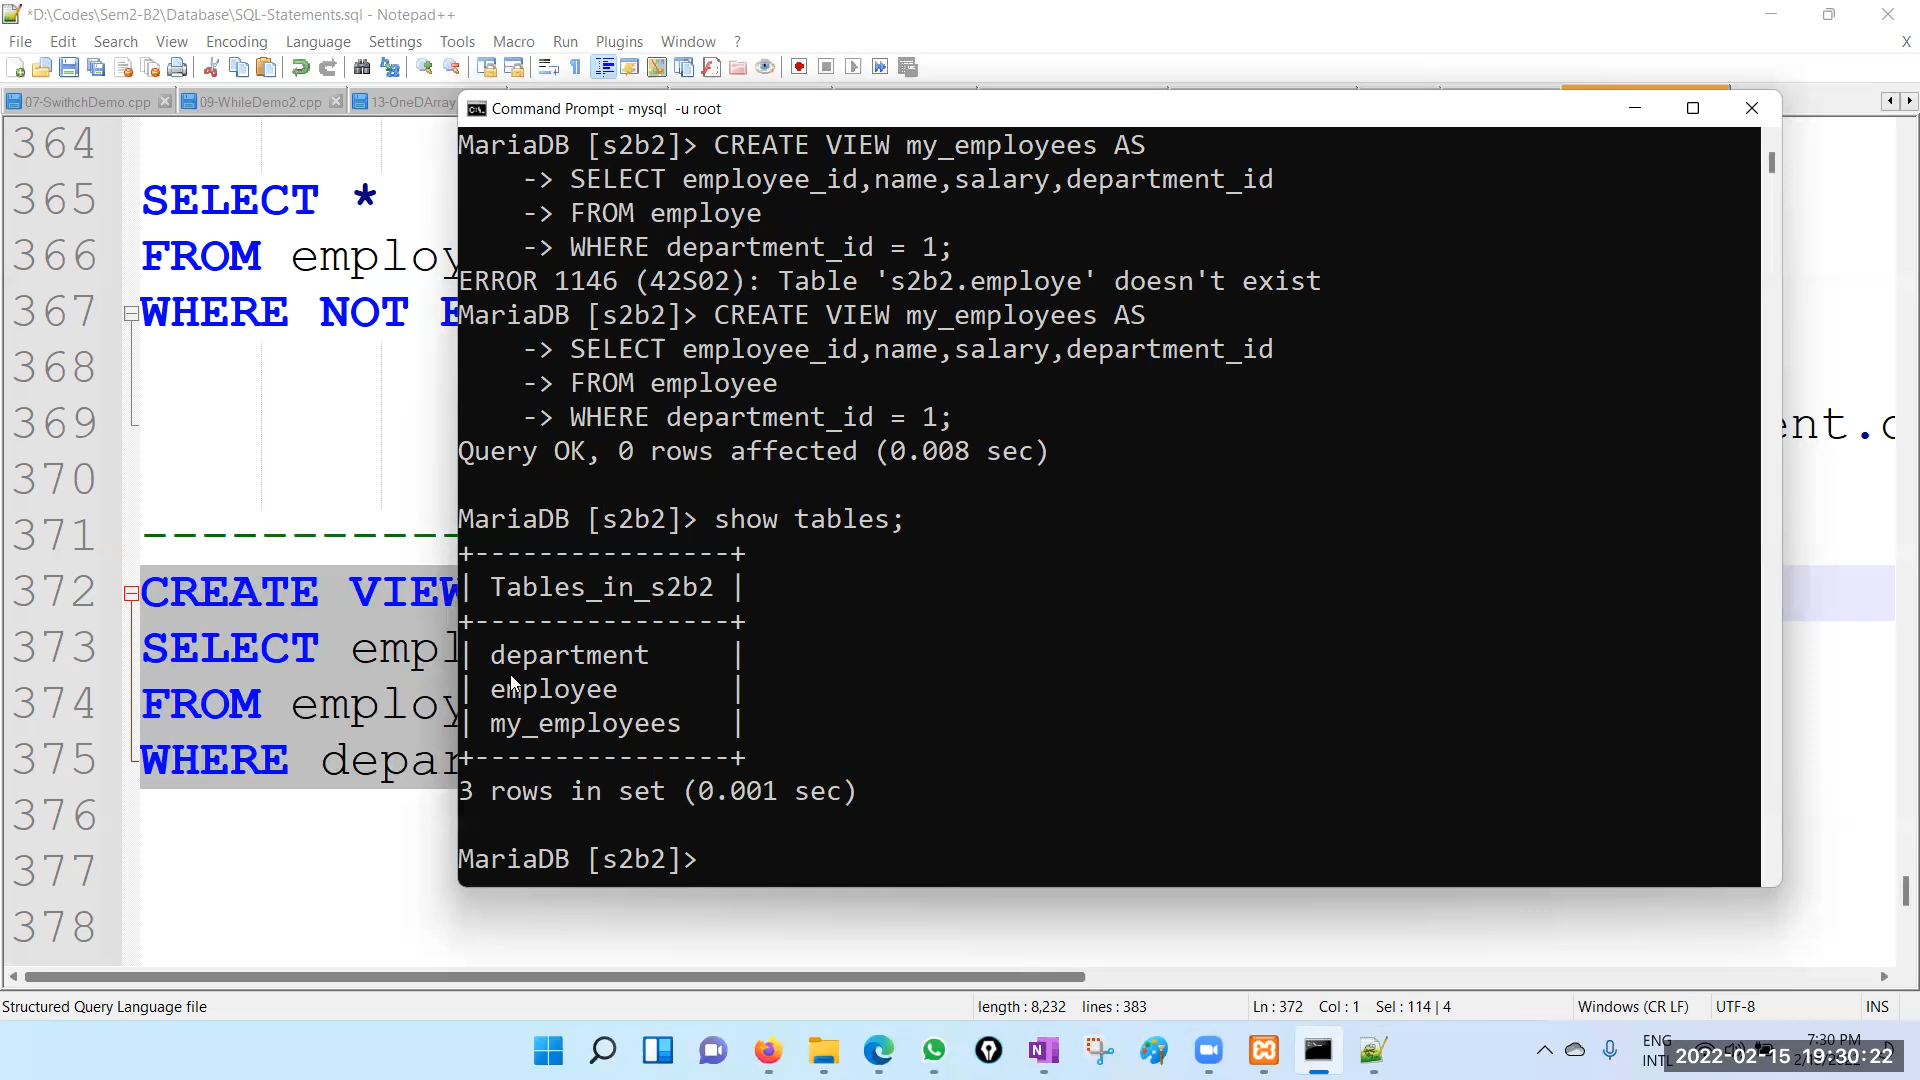 *D:\Codes\Sem2-B2\Database\SQL-Statements.sql - Notepad++
File Edit Search View Encoding Language Settings Tools Macro Run Plugins Window ? X
07-SwithchDemo.cpp 09-WhileDemo2.cpp 13-OneDArray
Command Prompt - mysql -u root
364
365 SELECT *
366 FROM employ
367 WHERE NOT E
368
369 ent.c
370
371 -----------
372 CREATE VIEW
373 SELECT empl
374 FROM employ
375 WHERE depar
376
377
378
MariaDB [s2b2]> CREATE VIEW my_employees AS
-> SELECT employee_id,name,salary,department_id
-> FROM employe
-> WHERE department_id = 1;
ERROR 1146 (42S02): Table 's2b2.employe' doesn't exist
MariaDB [s2b2]> CREATE VIEW my_employees AS
-> SELECT employee_id,name,salary,department_id
-> FROM employee
-> WHERE department_id = 1;
Query OK, 0 rows affected (0.008 sec)
MariaDB [s2b2]> show tables;
+----------------+
| Tables_in_s2b2 |
+----------------+
| department |
| employee |
| my_employees |
+----------------+
3 rows in set (0.001 sec)
MariaDB [s2b2]>
Structured Query Language file length : 8,232 lines : 383 Ln : 372 Col : 1 Sel : 114 | 4 Windows (CR LF) UTF-8 INS
ENG
INTL
7:30 PM
2022-02-15 19:30:22